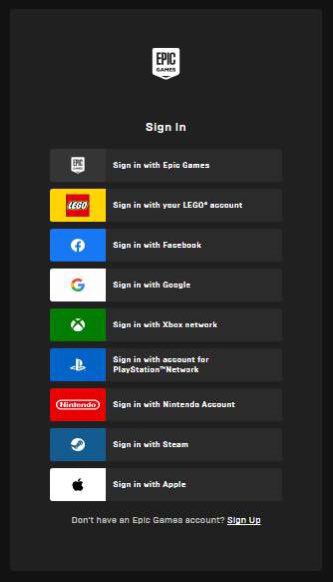 EPIC
GAMES
Sign In
EPIC
GAMES
Sign in with Epic Games
LEGO
Sign in with your LEGO® account
Sign in with Facebook
G
Sign in with Google
Sign in with Xbox network
Sign in with account for
PlayStation™Network
Nintendo
Sign in with Nintendo Account
Sign in with Steam
Sign in with Apple
Don't have an Epic Games account? Sign Up